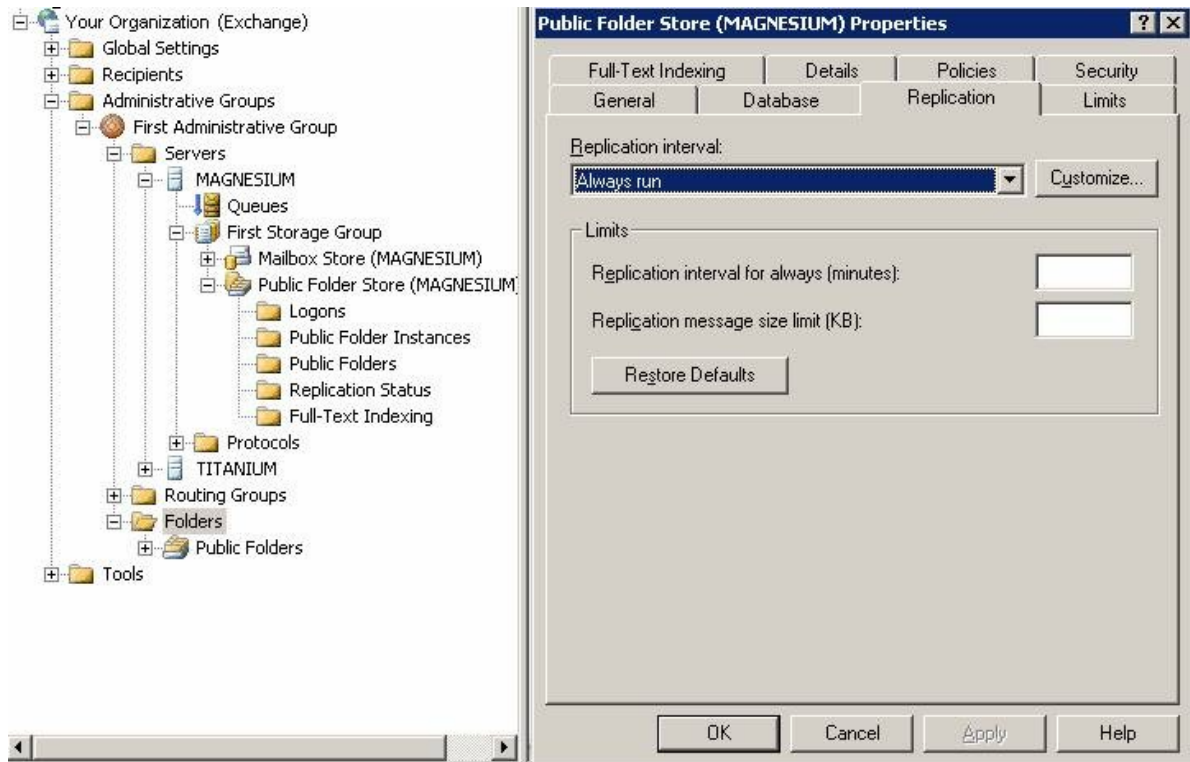 Your Organization (Exchange)
Global Settings
Recipients
Administrative Groups
First Administrative Group
Servers
MAGNESIUM
Queues
First Storage Group
Mailbox Store (MAGNESIUM)
Public Folder Store (MAGNESIUM)
Logons
Public Folder Instances
Public Folders
Replication Status
Full-Text Indexing
Protocols
TITANIUM
Routing Groups
Folders
Public Folders
Tools
Public Folder Store (MAGNESIUM) Properties
Full-Text Indexing Details Policies Security
General Database Replication Limits
Replication interval:
Always run Customize...
Limits
Replication interval for always (minutes):
Replication message size limit (KB):
Restore Defaults
OK Cancel Apply Help